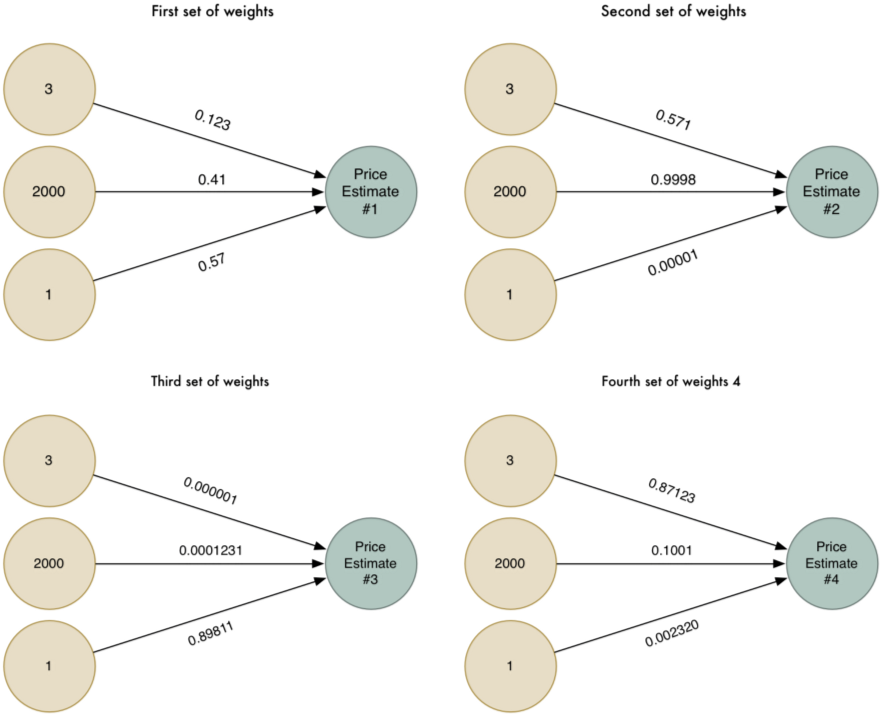 First set of weights
3
0.123
2000
0.41
Price
Estimate
#1
1
0.57
Second set of weights
3
0.571
2000
0.9998
Price
Estimate
#2
1
0.00001
Third set of weights
3
0.000001
2000
0.0001231
Price
Estimate
#3
1
0.89811
Fourth set of weights 4
3
0.87123
2000
0.1001
Price
Estimate
#4
1
0.002320